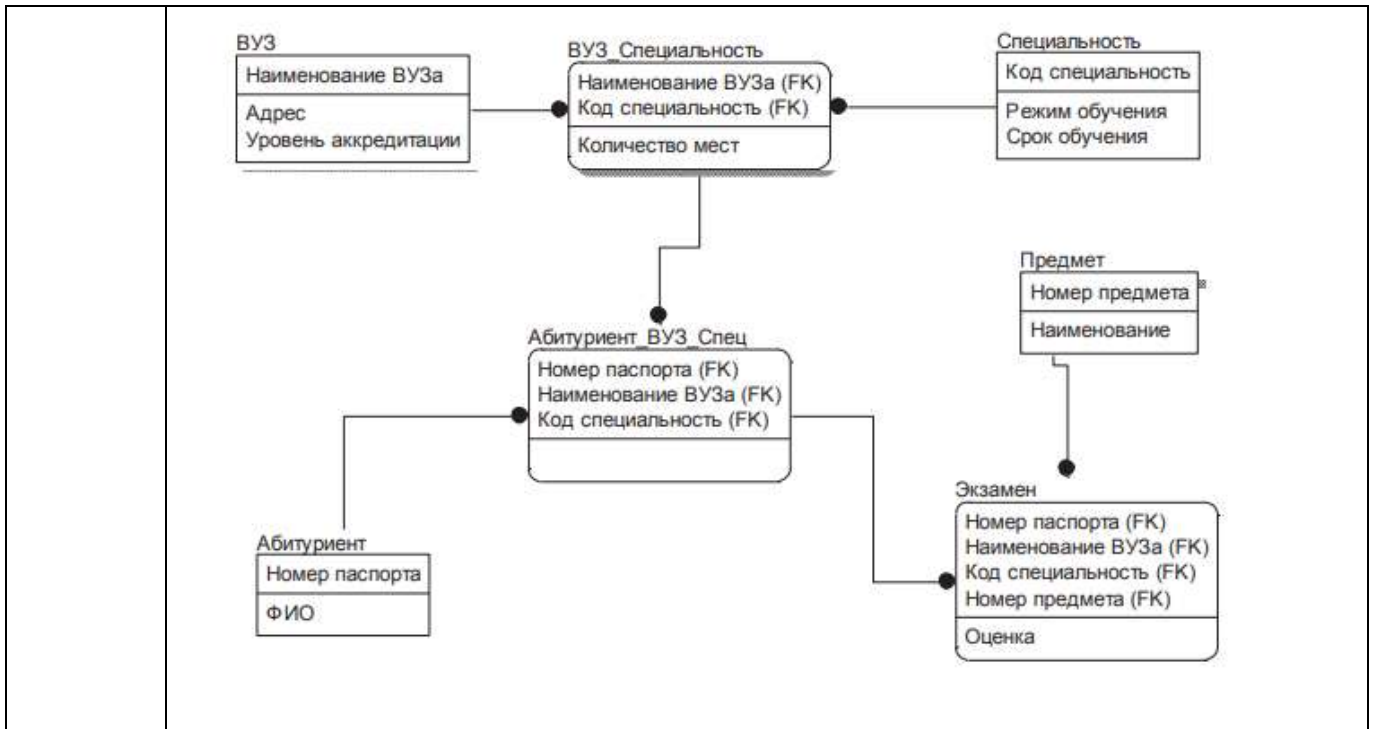 ВУЗ
Наименование ВУЗа
Адрес
Уровень аккредитации
ВУЗ_Специальность
Наименование ВУЗа (FK)
Код специальность (FK)
Количество мест
Специальность
Код специальность
Режим обучения
Срок обучения
Предмет
Номер предмета
Наименование
Абитуриент_ВУЗ_Спец
Номер паспорта (FK)
Наименование ВУЗа (FK)
Код специальность (FK)
Абитуриент
Номер паспорта
ФИО
Экзамен
Номер паспорта (FK)
Наименование ВУЗа (FK)
Код специальность (FK)
Номер предмета (FK)
Оценка